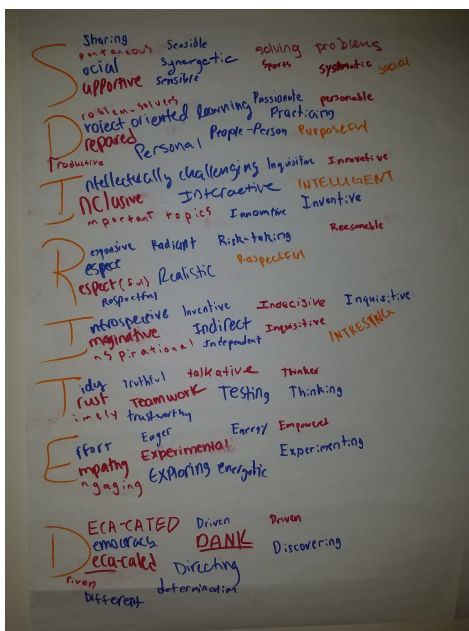 Sharing
Spontaneous Sensible solving problems
Social Synergetic Sports Systematic Social
Supportive Sensible
Problem-solvers Passionate personable
Project oriented learning Practicing
Prepared Personal People-Person Purposeful
Productive
Intellectually challenging Inquisitive Innovative
Inclusive Interactive INTELLIGENT
Important topics Innovative Inventive
Responsive Radiant Risk-taking Reasonable
Respect
Respect(ful) Realistic Respectful
Respectful
Introspective Inventive Indecisive Inquisitive
Imaginative Indirect Inquisitive INTRESTING
Inspirational Independent
Tidy Truthful talkative Thinker
Trust Teamwork Testing Thinking
Timely trustworthy
Effort Eager Energy Empowered
Empathy Experimental Experimenting
Engaging Exploring energetic
DECA-CATED Driven Driven
Democracy DANK Discovering
Deca-cated Directing
Driven
Different determination